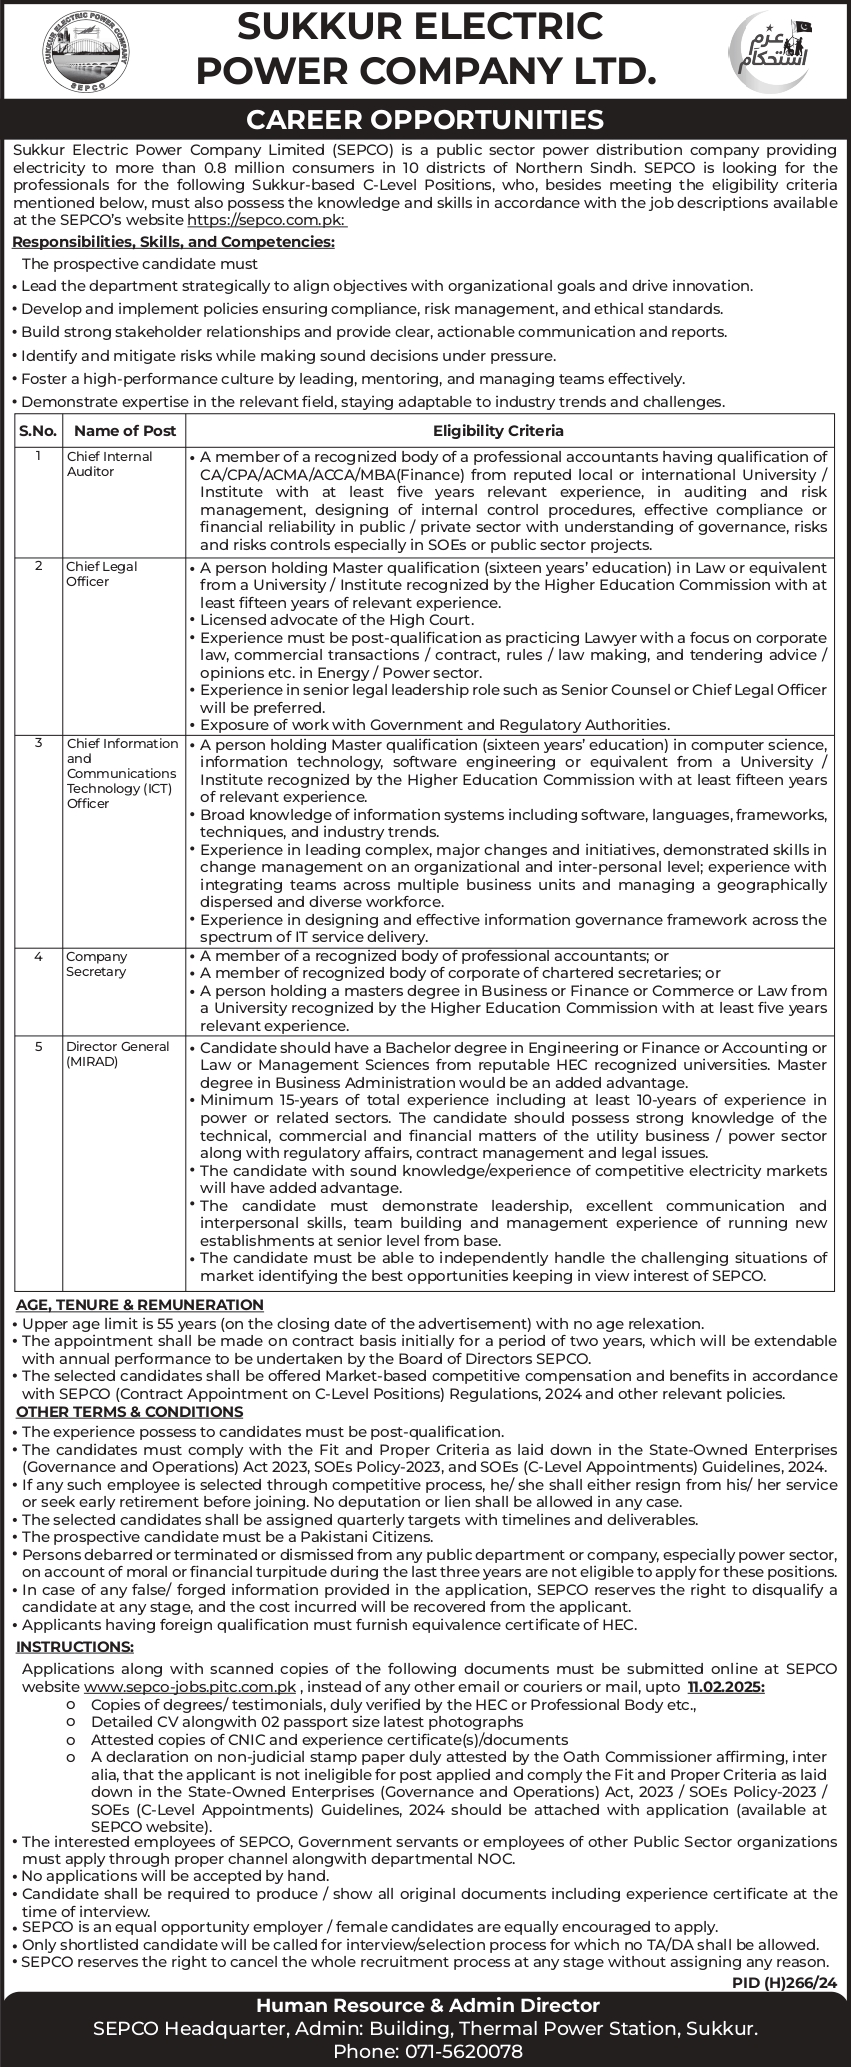 SUKKUR ELECTRIC POWER COMPANY
SEPCO
SUKKUR ELECTRIC
POWER COMPANY LTD.
عزم
استحکام
CAREER OPPORTUNITIES
Sukkur Electric Power Company Limited (SEPCO) is a public sector power distribution company providing
electricity to more than 0.8 million consumers in 10 districts of Northern Sindh. SEPCO is looking for the
professionals for the following Sukkur-based C-Level Positions, who, besides meeting the eligibility criteria
mentioned below, must also possess the knowledge and skills in accordance with the job descriptions available
at the SEPCO's website https://sepco.com.pk:
Responsibilities, Skills, and Competencies:
The prospective candidate must
• Lead the department strategically to align objectives with organizational goals and drive innovation.
• Develop and implement policies ensuring compliance, risk management, and ethical standards.
• Build strong stakeholder relationships and provide clear, actionable communication and reports.
• Identify and mitigate risks while making sound decisions under pressure.
• Foster a high-performance culture by leading, mentoring, and managing teams effectively.
• Demonstrate expertise in the relevant field, staying adaptable to industry trends and challenges.
S.No. Name of Post Eligibility Criteria
1 Chief Internal
Auditor
• A member of a recognized body of a professional accountants having qualification of
CA/CPA/ACMA/ACCA/MBA(Finance) from reputed local or international University /
Institute with at least five years relevant experience, in auditing and risk
management, designing of internal control procedures, effective compliance or
financial reliability in public / private sector with understanding of governance, risks
and risks controls especially in SOEs or public sector projects.
2 Chief Legal
Officer
• A person holding Master qualification (sixteen years' education) in Law or equivalent
from a University / Institute recognized by the Higher Education Commission with at
least fifteen years of relevant experience.
• Licensed advocate of the High Court.
• Experience must be post-qualification as practicing Lawyer with a focus on corporate
law, commercial transactions / contract, rules / law making, and tendering advice /
opinions etc. in Energy / Power sector.
• Experience in senior legal leadership role such as Senior Counsel or Chief Legal Officer
will be preferred.
• Exposure of work with Government and Regulatory Authorities.
3 Chief Information
and
Communications
Technology (ICT)
Officer
• A person holding Master qualification (sixteen years' education) in computer science,
information technology, software engineering or equivalent from a University /
Institute recognized by the Higher Education Commission with at least fifteen years
of relevant experience.
• Broad knowledge of information systems including software, languages, frameworks,
techniques, and industry trends.
• Experience in leading complex, major changes and initiatives, demonstrated skills in
change management on an organizational and inter-personal level; experience with
integrating teams across multiple business units and managing a geographically
dispersed and diverse workforce.
• Experience in designing and effective information governance framework across the
spectrum of IT service delivery.
4 Company
Secretary
• A member of a recognized body of professional accountants; or
• A member of recognized body of corporate of chartered secretaries; or
• A person holding a masters degree in Business or Finance or Commerce or Law from
a University recognized by the Higher Education Commission with at least five years
relevant experience.
5 Director General
(MIRAD)
• Candidate should have a Bachelor degree in Engineering or Finance or Accounting or
Law or Management Sciences from reputable HEC recognized universities. Master
degree in Business Administration would be an added advantage.
• Minimum 15-years of total experience including at least 10-years of experience in
power or related sectors. The candidate should possess strong knowledge of the
technical, commercial and financial matters of the utility business / power sector
along with regulatory affairs, contract management and legal issues.
• The candidate with sound knowledge/experience of competitive electricity markets
will have added advantage.
• The candidate must demonstrate leadership, excellent communication and
interpersonal skills, team building and management experience of running new
establishments at senior level from base.
• The candidate must be able to independently handle the challenging situations of
market identifying the best opportunities keeping in view interest of SEPCO.
AGE, TENURE & REMUNERATION
• Upper age limit is 55 years (on the closing date of the advertisement) with no age relexation.
• The appointment shall be made on contract basis initially for a period of two years, which will be extendable
with annual performance to be undertaken by the Board of Directors SEPCO.
• The selected candidates shall be offered Market-based competitive compensation and benefits in accordance
with SEPCO (Contract Appointment on C-Level Positions) Regulations, 2024 and other relevant policies.
OTHER TERMS & CONDITIONS
• The experience possess to candidates must be post-qualification.
• The candidates must comply with the Fit and Proper Criteria as laid down in the State-Owned Enterprises
(Governance and Operations) Act 2023, SOEs Policy-2023, and SOEs (C-Level Appointments) Guidelines, 2024.
• If any such employee is selected through competitive process, he/ she shall either resign from his/ her service
or seek early retirement before joining. No deputation or lien shall be allowed in any case.
• The selected candidates shall be assigned quarterly targets with timelines and deliverables.
• The prospective candidate must be a Pakistani Citizens.
• Persons debarred or terminated or dismissed from any public department or company, especially power sector,
on account of moral or financial turpitude during the last three years are not eligible to apply for these positions.
• In case of any false/ forged information provided in the application, SEPCO reserves the right to disqualify a
candidate at any stage, and the cost incurred will be recovered from the applicant.
• Applicants having foreign qualification must furnish equivalence certificate of HEC.
INSTRUCTIONS:
Applications along with scanned copies of the following documents must be submitted online at SEPCO
website www.sepco-jobs.pitc.com.pk , instead of any other email or couriers or mail, upto 11.02.2025:
o Copies of degrees/ testimonials, duly verified by the HEC or Professional Body etc.,
o Detailed CV alongwith 02 passport size latest photographs
o Attested copies of CNIC and experience certificate(s)/documents
o A declaration on non-judicial stamp paper duly attested by the Oath Commissioner affirming, inter
alia, that the applicant is not ineligible for post applied and comply the Fit and Proper Criteria as laid
down in the State-Owned Enterprises (Governance and Operations) Act, 2023 / SOEs Policy-2023 /
SOEs (C-Level Appointments) Guidelines, 2024 should be attached with application (available at
SEPCO website).
• The interested employees of SEPCO, Government servants or employees of other Public Sector organizations
must apply through proper channel alongwith departmental NOC.
• No applications will be accepted by hand.
• Candidate shall be required to produce / show all original documents including experience certificate at the
time of interview.
• SEPCO is an equal opportunity employer / female candidates are equally encouraged to apply.
• Only shortlisted candidate will be called for interview/selection process for which no TA/DA shall be allowed.
• SEPCO reserves the right to cancel the whole recruitment process at any stage without assigning any reason.
PID (H)266/24
Human Resource & Admin Director
SEPCO Headquarter, Admin: Building, Thermal Power Station, Sukkur.
Phone: 071-5620078